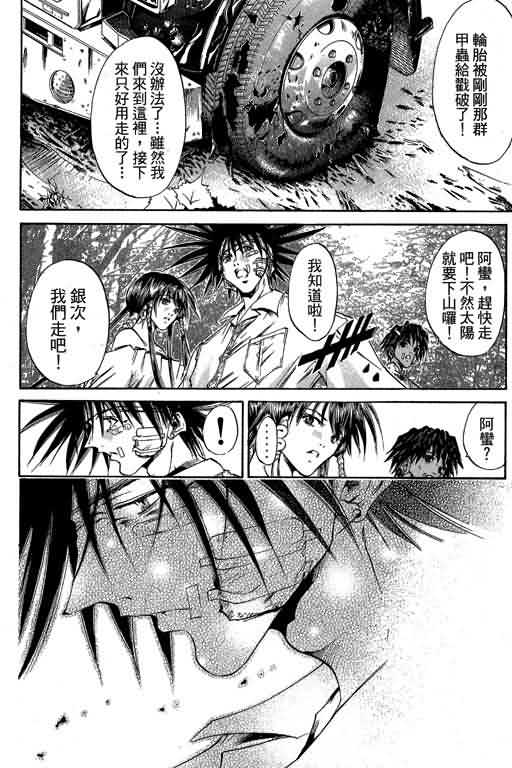 輪胎被剛剛那群
甲蟲給戳破了！
沒辦法了…雖然我
們來到這裡，接下
來只好用走的了…
阿蠻，趕快走
吧！不然太陽
就要下山囉！
我知道啦！
銀次，
我們走吧！
阿蠻？
……
！